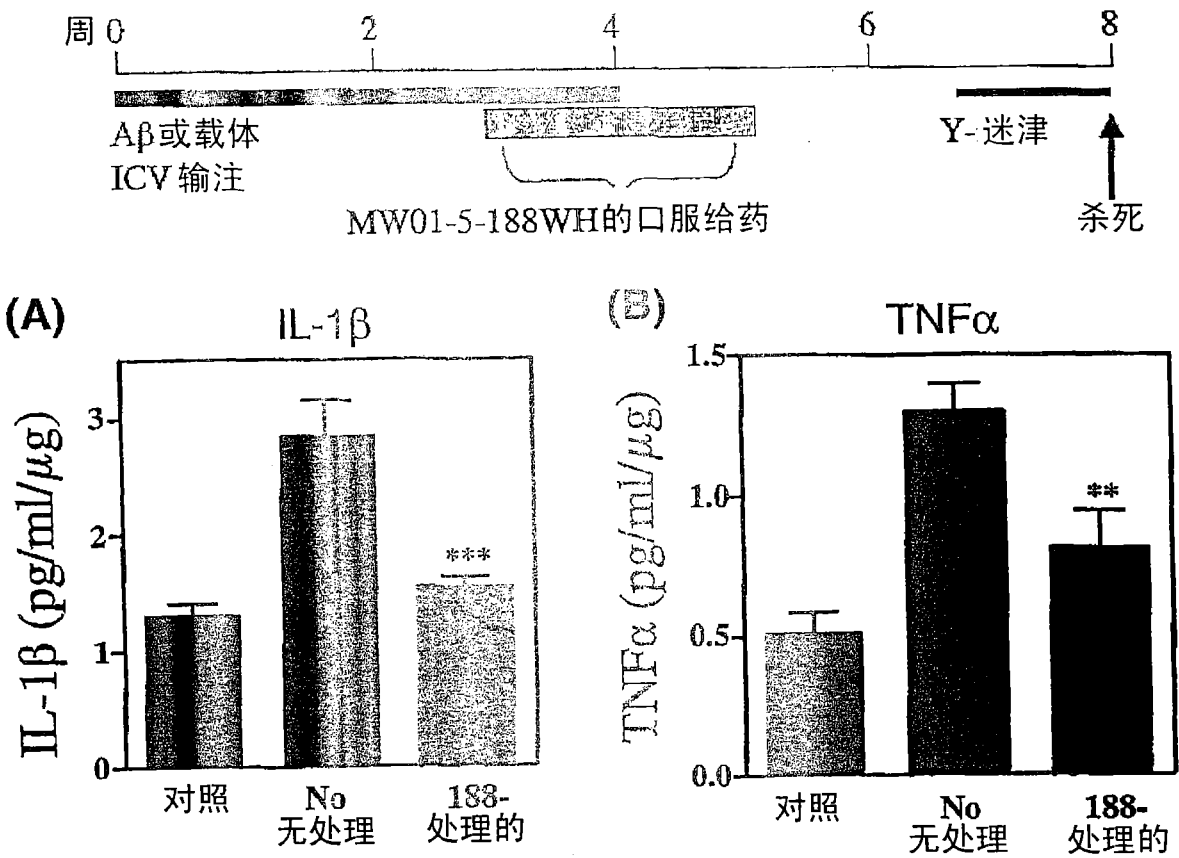 周 0 2 4 6 8
Aβ或载体
ICV 输注
Y-迷津
MW01-5-188WH的口服给药
杀死
(A)
IL-1β
IL-1β (pg/ml/μg)
3
2
1
0
***
对照
No
无处理
188-
处理的
(B)
TNFα
TNFα (pg/ml/μg)
1.5
1.0
0.5
0.0
**
对照
No
无处理
188-
处理的